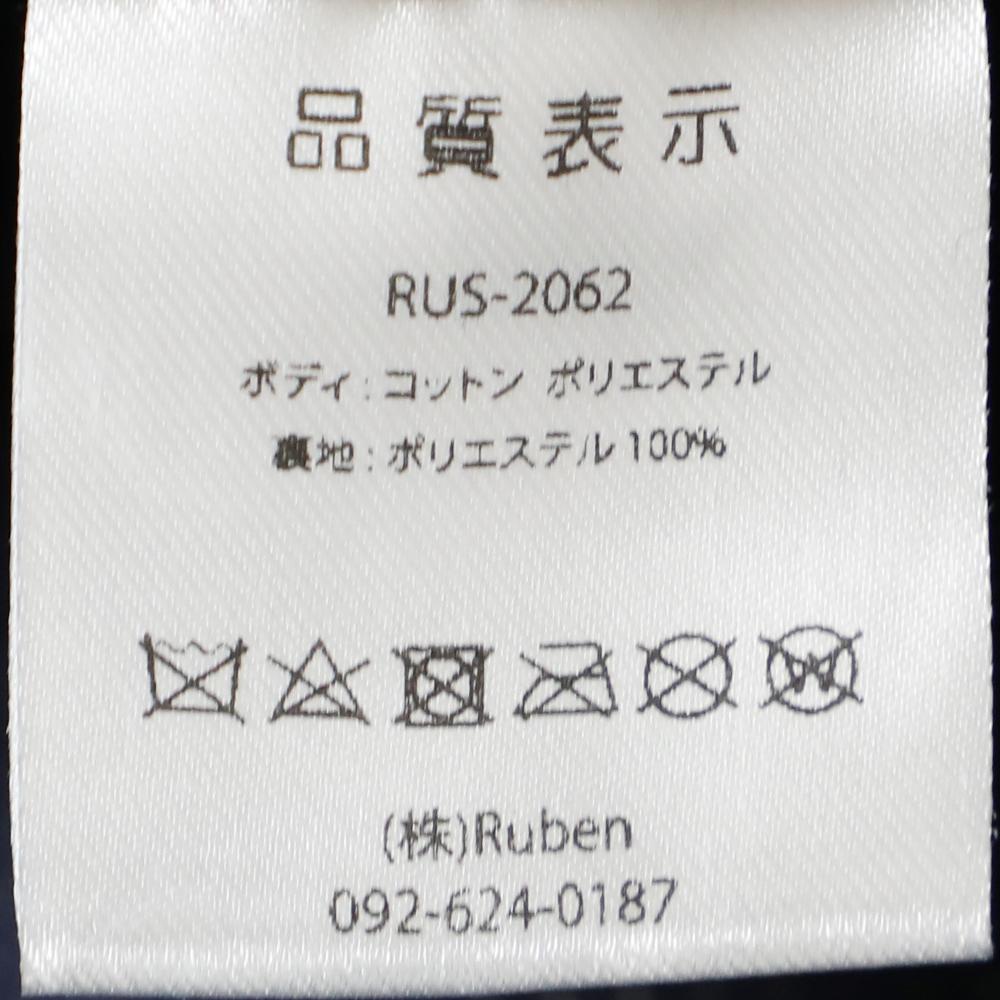 品質表示
RUS-2062
ボディ:コットン ポリエステル
裏地:ポリエステル100%
W
(株)Ruben
092-624-0187